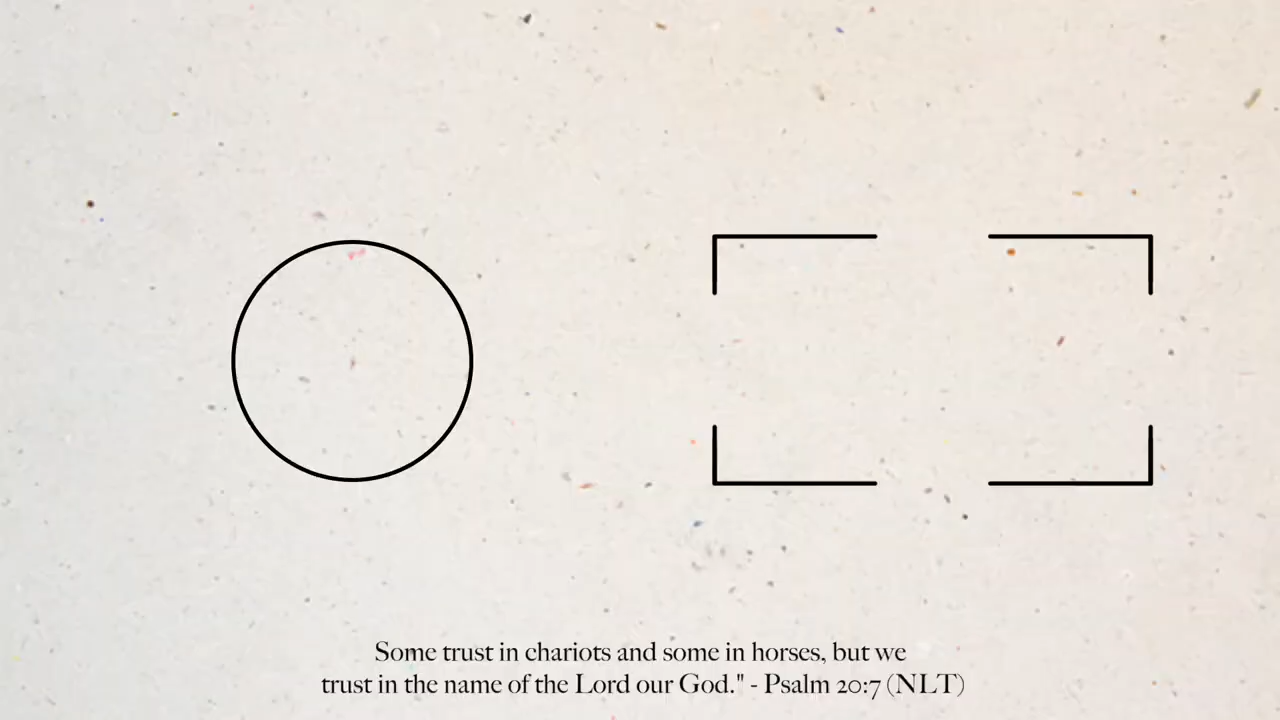 Some trust in chariots and some in horses, but we
trust in the name of the Lord our God." - Psalm 20:7 (NLT)